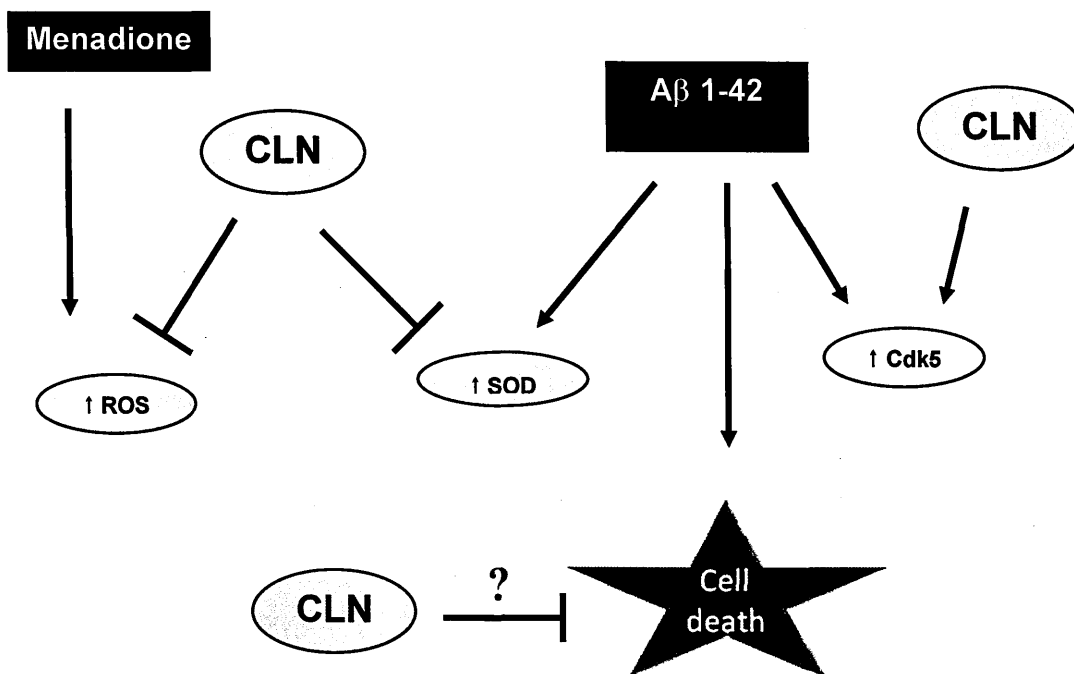 Menadione
CLN
Aβ 1-42
CLN
↑ ROS
↑ SOD
↑ Cdk5
?
CLN
Cell
death